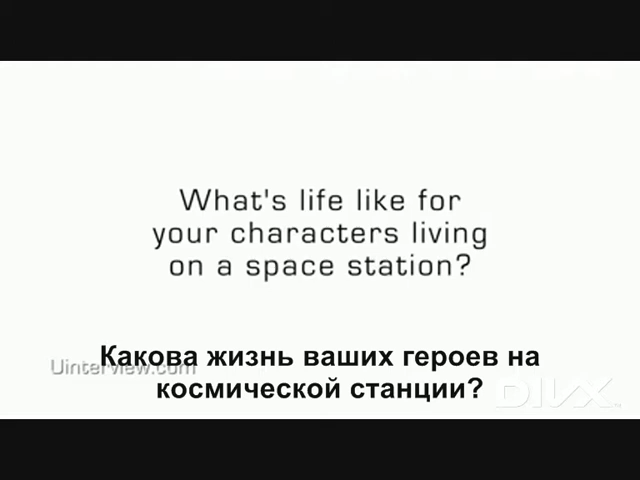 What's life like for
your characters living
on a space station?
Какова жизнь ваших героев на
Uinterview.com
космической станции?
DIVX